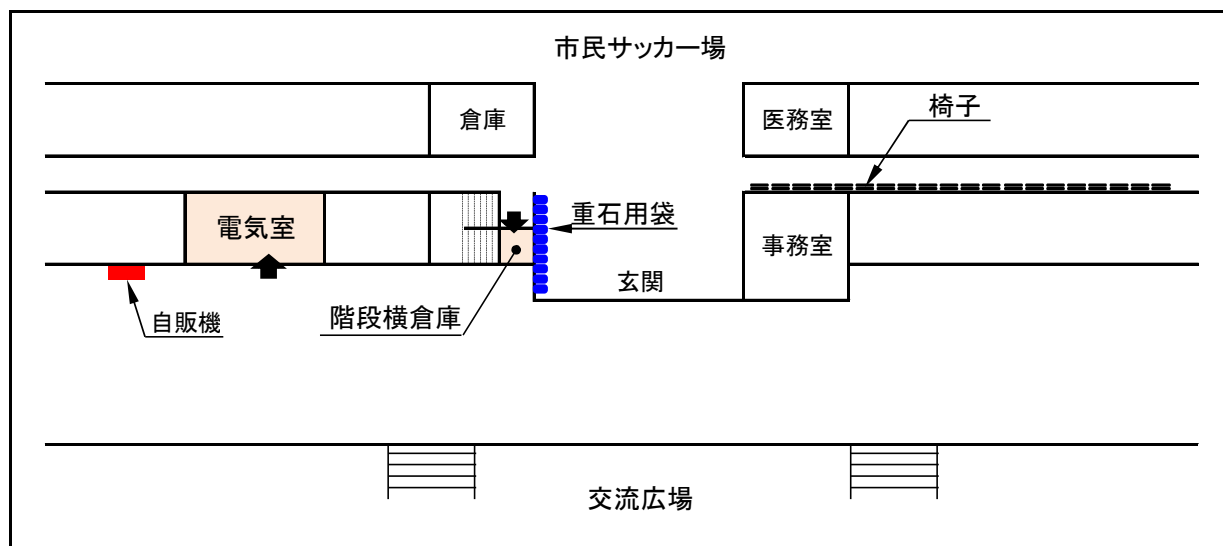 市民サッカー場
倉庫
医務室
椅子
電気室
重石用袋
事務室
玄関
自販機
階段横倉庫
交流広場